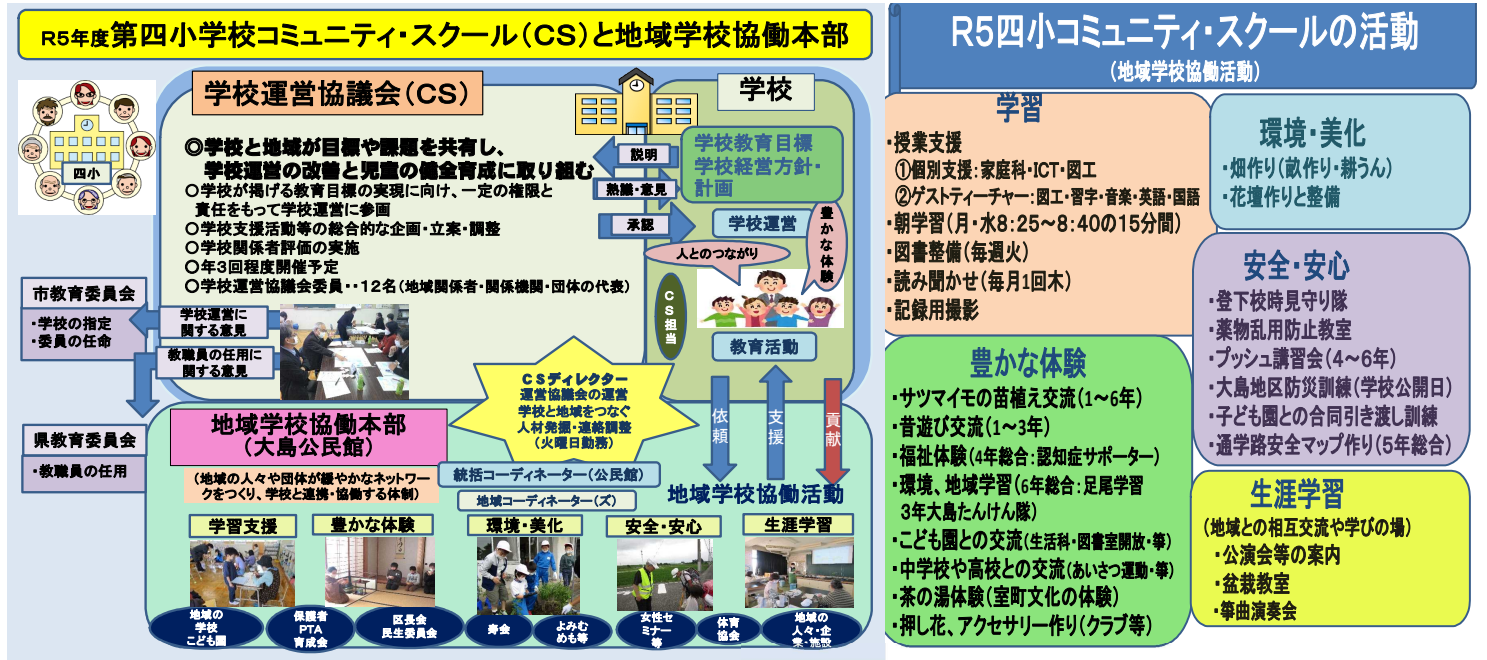 R5年度第四小学校コミュニティ・スクール(CS)と地域学校協働本部
四小
学校運営協議会(CS)
◎学校と地域が目標や課題を共有し、
学校運営の改善と児童の健全育成に取り組む
○学校が掲げる教育目標の実現に向け、一定の権限と
責任をもって学校運営に参画
○学校支援活動等の総合的な企画・立案・調整
○学校関係者評価の実施
○年3回程度開催予定
○学校運営協議会委員‥12名(地域関係者・関係機関・団体の代表)
学校
学校教育目標
学校経営方針・
計画
説明
熟議・意見
承認
学校運営
豊かな体験
人とのつながり
CS担当
教育活動
市教育委員会
・学校の指定
・委員の任命
学校運営に
関する意見
教職員の任用に
関する意見
県教育委員会
・教職員の任用
CSディレクター
運営協議会の運営
学校と地域をつなぐ
人材発掘・連絡調整
(火曜日勤務)
依頼
支援
貢献
地域学校協働本部
(大島公民館)
(地域の人々や団体が緩やかなネットワー
クをつくり、学校と連携・協働する体制)
統括コーディネーター(公民館)
地域コーディネーター(ズ)
地域学校協働活動
学習支援
豊かな体験
環境・美化
安全・安心
生涯学習
地域の
学校
こども園
保護者
PTA
育成会
区長会
民生委員会
寿会
よみむ
めも等
女性セ
ミナー
等
体育
協会
地域の
人々・企
業・施設
R5四小コミュニティ・スクールの活動
(地域学校協働活動)
学習
・授業支援
①個別支援:家庭科・ICT・図工
②ゲストティーチャー:図工・習字・音楽・英語・国語
・朝学習(月・水8:25～8:40の15分間)
・図書整備(毎週火)
・読み聞かせ(毎月1回木)
・記録用撮影
環境・美化
・畑作り(畝作り・耕うん)
・花壇作りと整備
安全・安心
・登下校時見守り隊
・薬物乱用防止教室
・プッシュ講習会(4～6年)
・大島地区防災訓練(学校公開日)
・子ども園との合同引き渡し訓練
・通学路安全マップ作り(5年総合)
豊かな体験
・サツマイモの苗植え交流(1～6年)
・昔遊び交流(1～3年)
・福祉体験(4年総合:認知症サポーター)
・環境、地域学習(6年総合:足尾学習
3年大島たんけん隊)
・こども園との交流(生活科・図書室開放・箏)
・中学校や高校との交流(あいさつ運動・箏)
・茶の湯体験(室町文化の体験)
・押し花、アクセサリー作り(クラブ等)
生涯学習
(地域との相互交流や学びの場)
・公演会等の案内
・盆栽教室
・箏曲演奏会